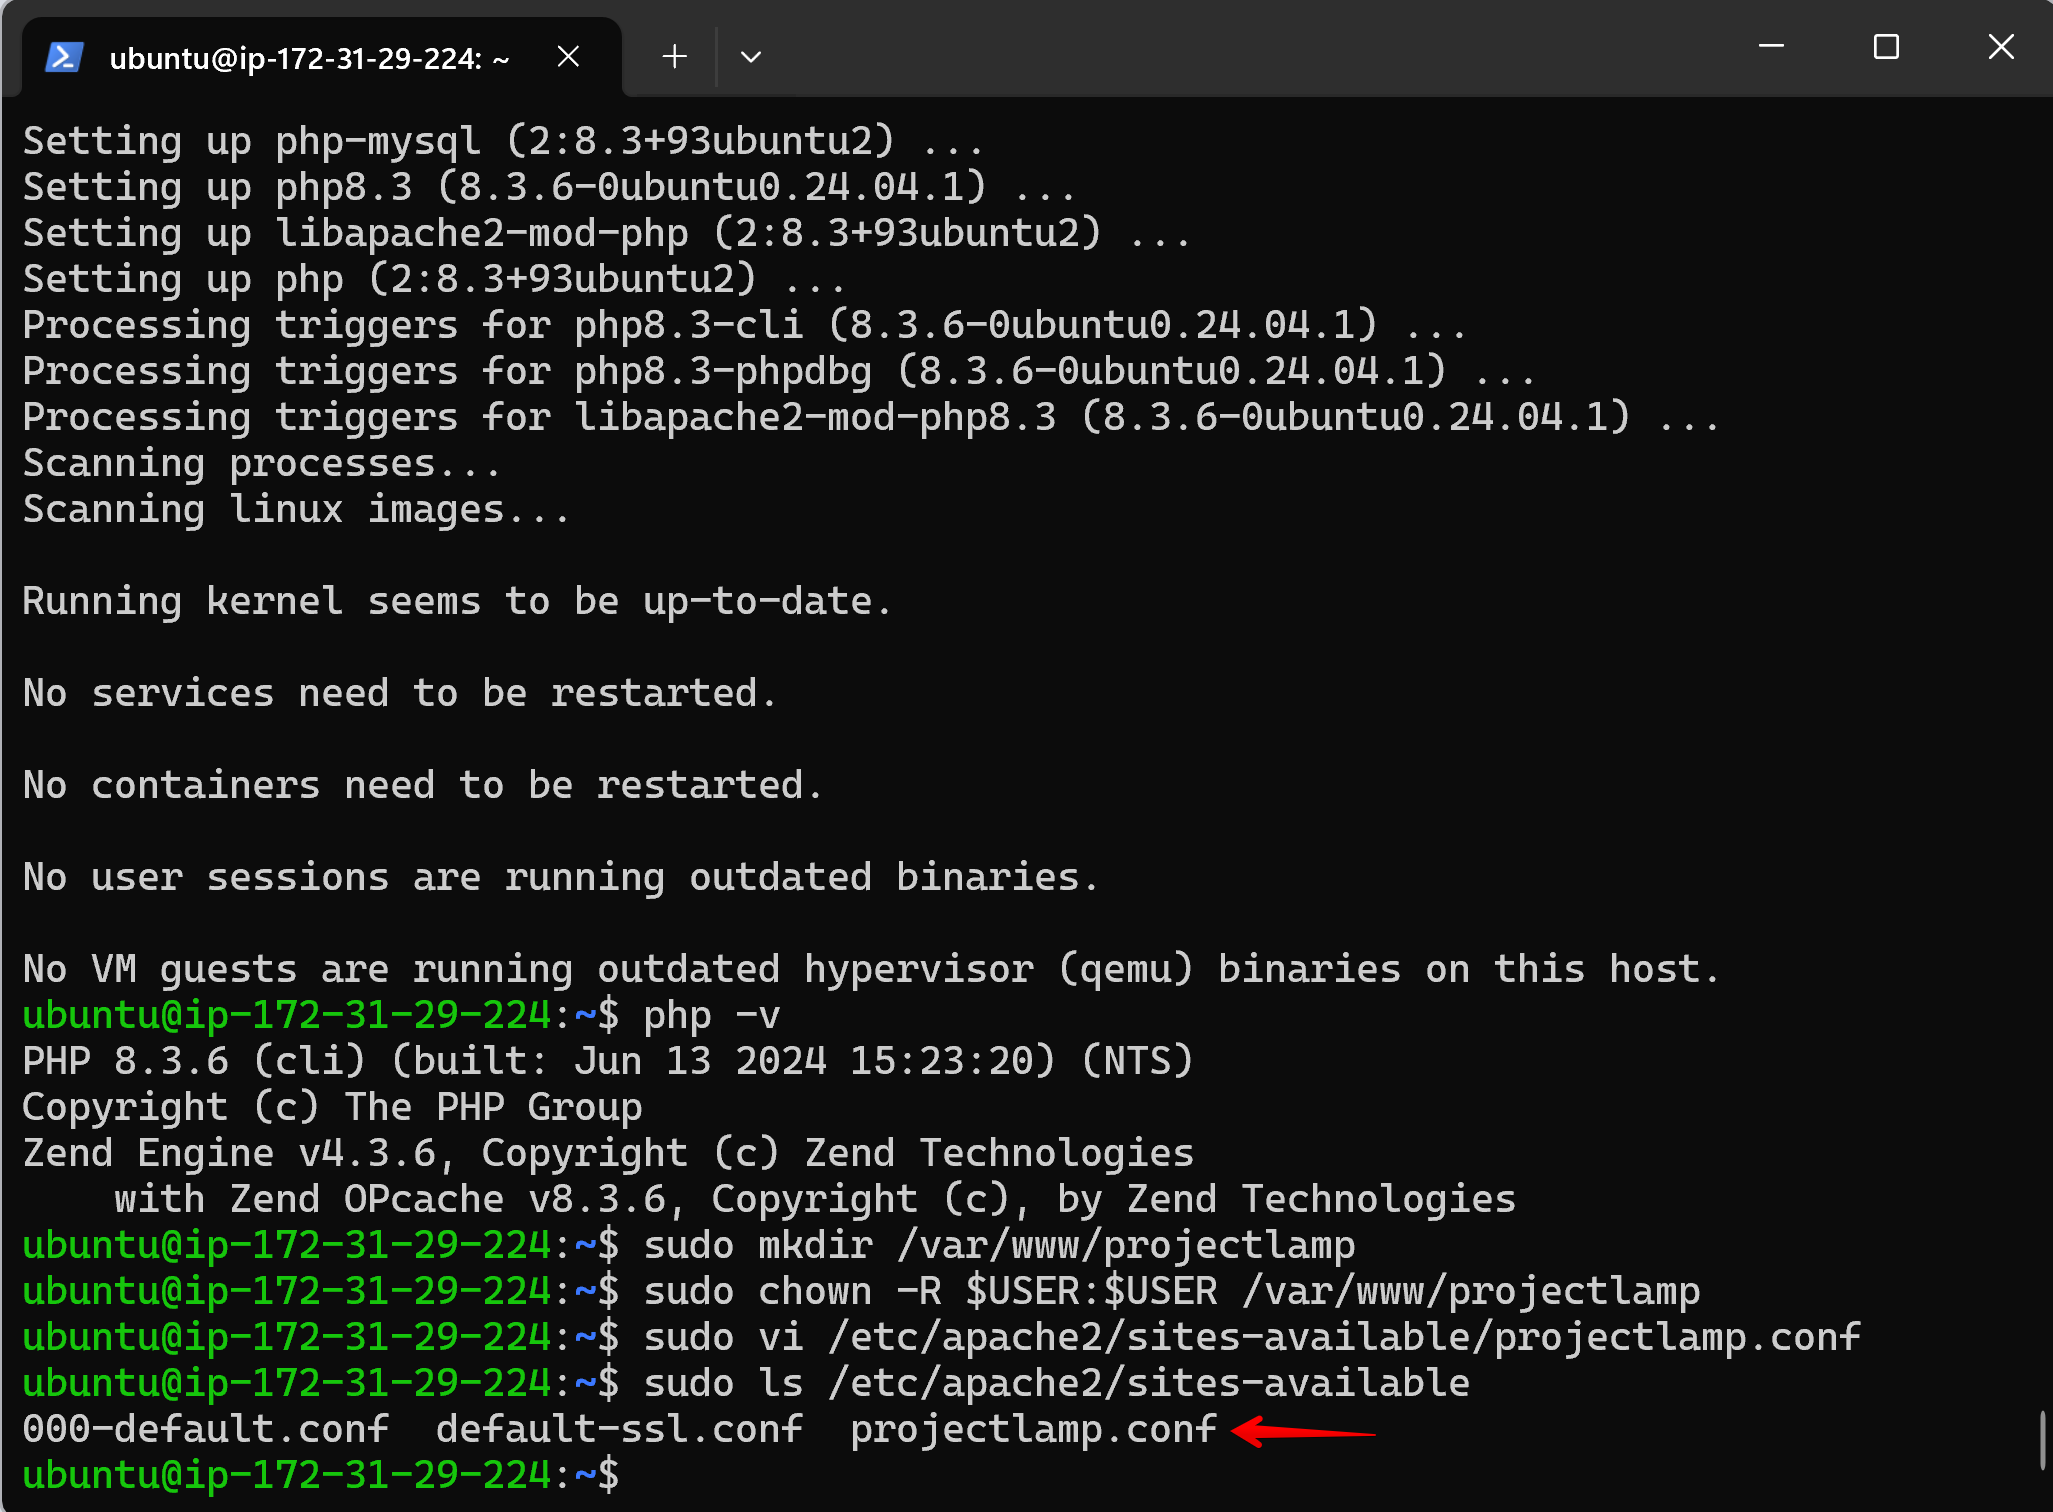 ubuntu@ip-172-31-29-224: ~
Setting up php-mysql (2:8.3+93ubuntu2) ...
Setting up php8.3 (8.3.6-0ubuntu0.24.04.1) ...
Setting up libapache2-mod-php (2:8.3+93ubuntu2) ...
Setting up php (2:8.3+93ubuntu2) ...
Processing triggers for php8.3-cli (8.3.6-0ubuntu0.24.04.1) ...
Processing triggers for php8.3-phpdbg (8.3.6-0ubuntu0.24.04.1) ...
Processing triggers for libapache2-mod-php8.3 (8.3.6-0ubuntu0.24.04.1) ...
Scanning processes...
Scanning linux images...
Running kernel seems to be up-to-date.
No services need to be restarted.
No containers need to be restarted.
No user sessions are running outdated binaries.
No VM guests are running outdated hypervisor (qemu) binaries on this host.
ubuntu@ip-172-31-29-224:~$ php -v
PHP 8.3.6 (cli) (built: Jun 13 2024 15:23:20) (NTS)
Copyright (c) The PHP Group
Zend Engine v4.3.6, Copyright (c) Zend Technologies
    with Zend OPcache v8.3.6, Copyright (c), by Zend Technologies
ubuntu@ip-172-31-29-224:~$ sudo mkdir /var/www/projectlamp
ubuntu@ip-172-31-29-224:~$ sudo chown -R $USER:$USER /var/www/projectlamp
ubuntu@ip-172-31-29-224:~$ sudo vi /etc/apache2/sites-available/projectlamp.conf
ubuntu@ip-172-31-29-224:~$ sudo ls /etc/apache2/sites-available
000-default.conf  default-ssl.conf  projectlamp.conf
ubuntu@ip-172-31-29-224:~$